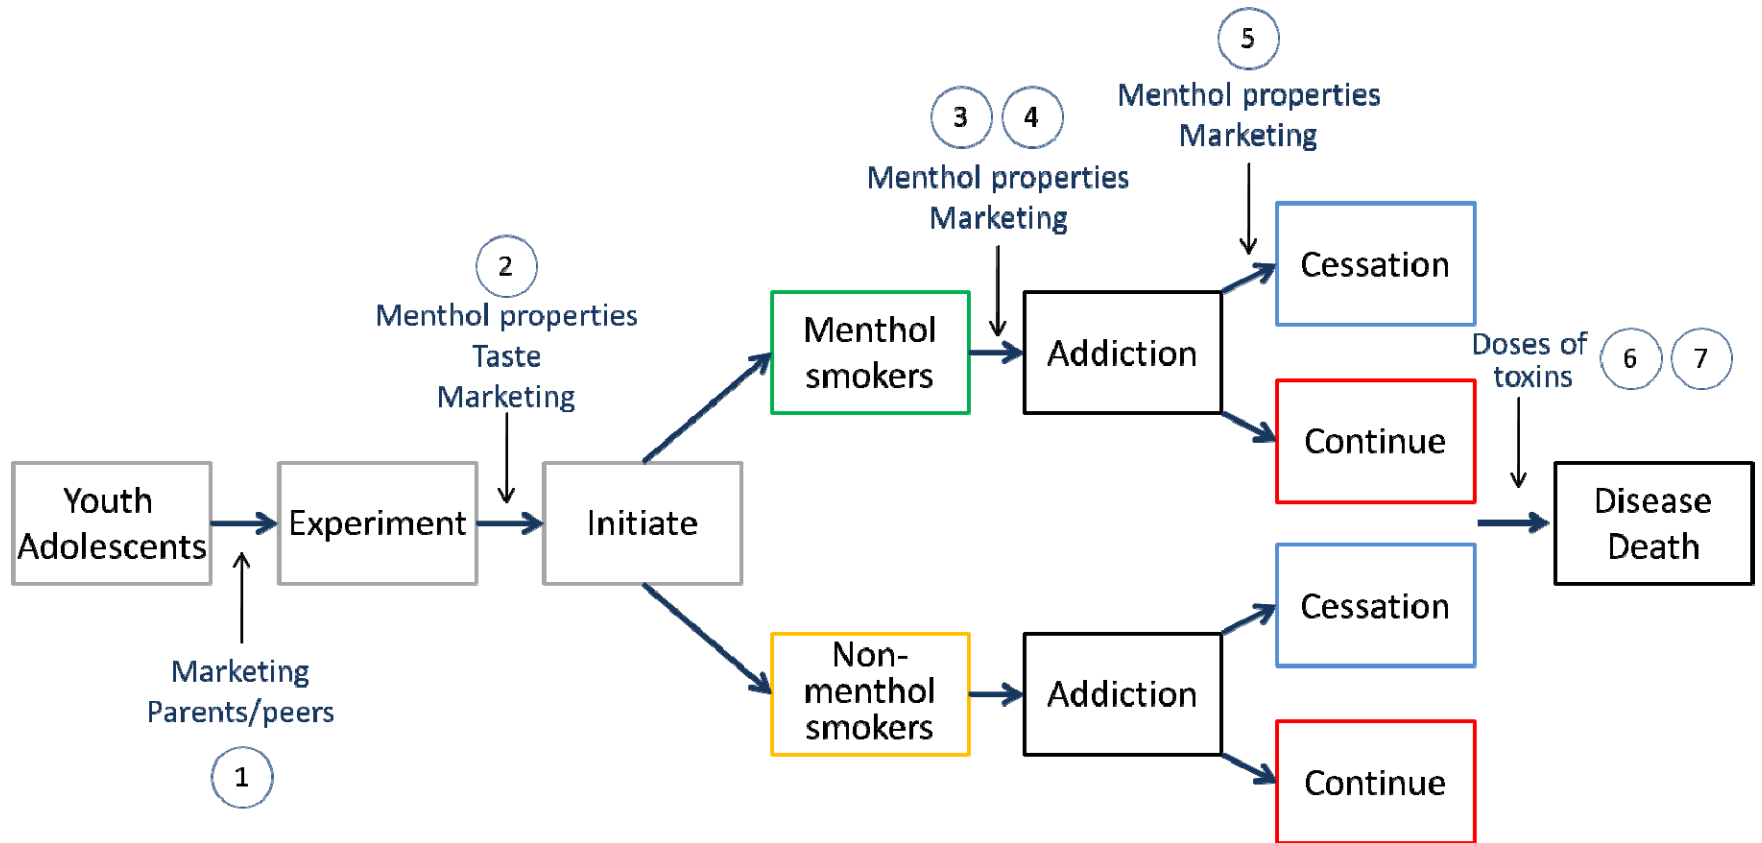 5
Menthol properties
Marketing
3 4
Menthol properties
Marketing
2
Menthol properties
Taste
Marketing
Youth
Adolescents
Marketing
Parents/peers
1
Experiment
Initiate
Menthol
smokers
Addiction
Cessation
Continue
Non-
menthol
smokers
Addiction
Cessation
Continue
Doses of
toxins
6 7
Disease
Death